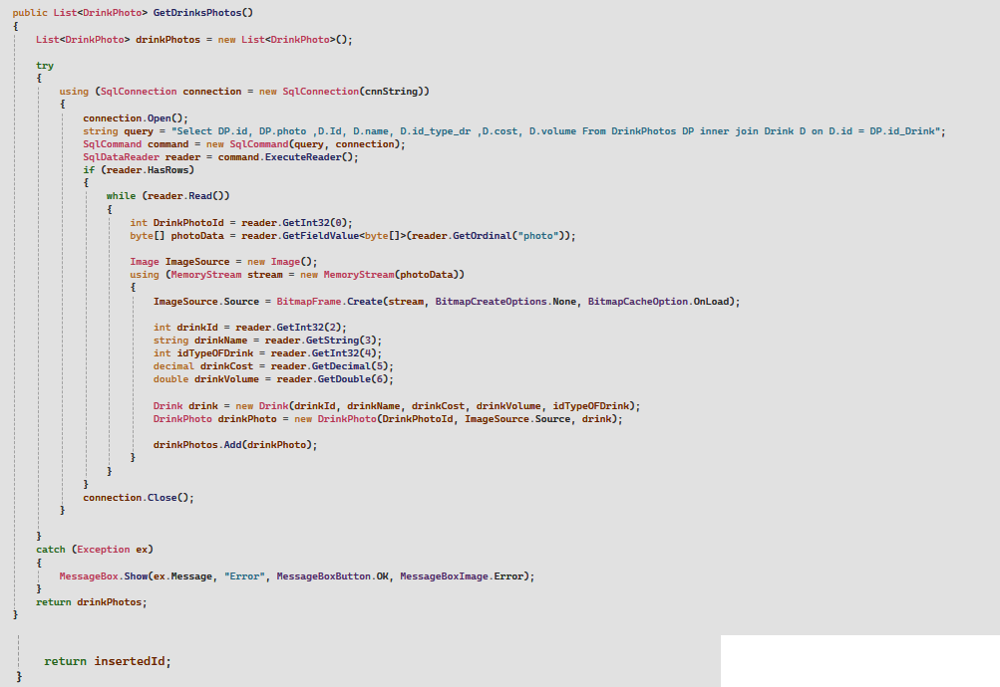 public List<DrinkPhoto> GetDrinksPhotos()
{
List<DrinkPhoto> drinkPhotos = new List<DrinkPhoto>();
try
{
using (SqlConnection connection = new SqlConnection(cnnString))
{
connection.Open();
string query = "Select DP.id, DP.photo ,D.Id, D.name, D.id_type_dr ,D.cost, D.volume From DrinkPhotos DP inner join Drink D on D.id = DP.id_Drink";
SqlCommand command = new SqlCommand(query, connection);
SqlDataReader reader = command.ExecuteReader();
if (reader.HasRows)
{
while (reader.Read())
{
int DrinkPhotoId = reader.GetInt32(0);
byte[] photoData = reader.GetFieldValue<byte[]>(reader.GetOrdinal("photo"));
Image ImageSource = new Image();
using (MemoryStream stream = new MemoryStream(photoData))
{
ImageSource.Source = BitmapFrame.Create(stream, BitmapCreateOptions.None, BitmapCacheOption.OnLoad);
int drinkId = reader.GetInt32(2);
string drinkName = reader.GetString(3);
int idTypeOFDrink = reader.GetInt32(4);
decimal drinkCost = reader.GetDecimal(5);
double drinkVolume = reader.GetDouble(6);
Drink drink = new Drink(drinkId, drinkName, drinkCost, drinkVolume, idTypeOFDrink);
DrinkPhoto drinkPhoto = new DrinkPhoto(DrinkPhotoId, ImageSource.Source, drink);
drinkPhotos.Add(drinkPhoto);
}
}
}
connection.Close();
}
}
catch (Exception ex)
{
MessageBox.Show(ex.Message, "Error", MessageBoxButton.OK, MessageBoxImage.Error);
}
return drinkPhotos;
}
return insertedId;
}